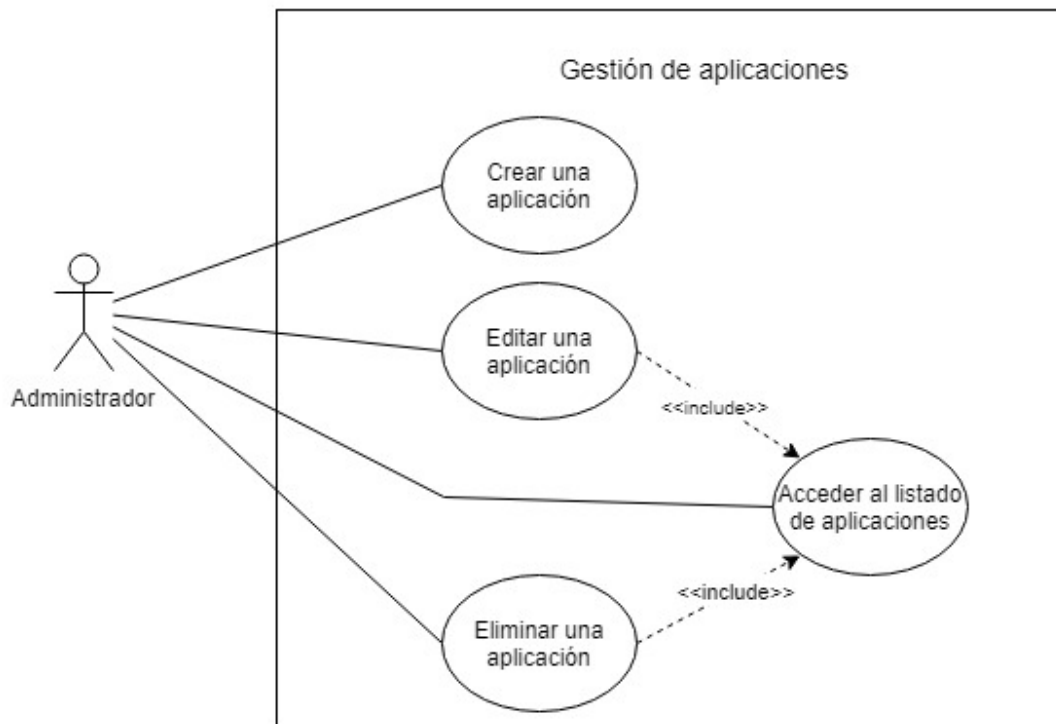 Gestión de aplicaciones
Crear una
aplicación
Editar una
aplicación
Administrador
<<include>>
Acceder al listado
de aplicaciones
<<include>>
Eliminar una
aplicación